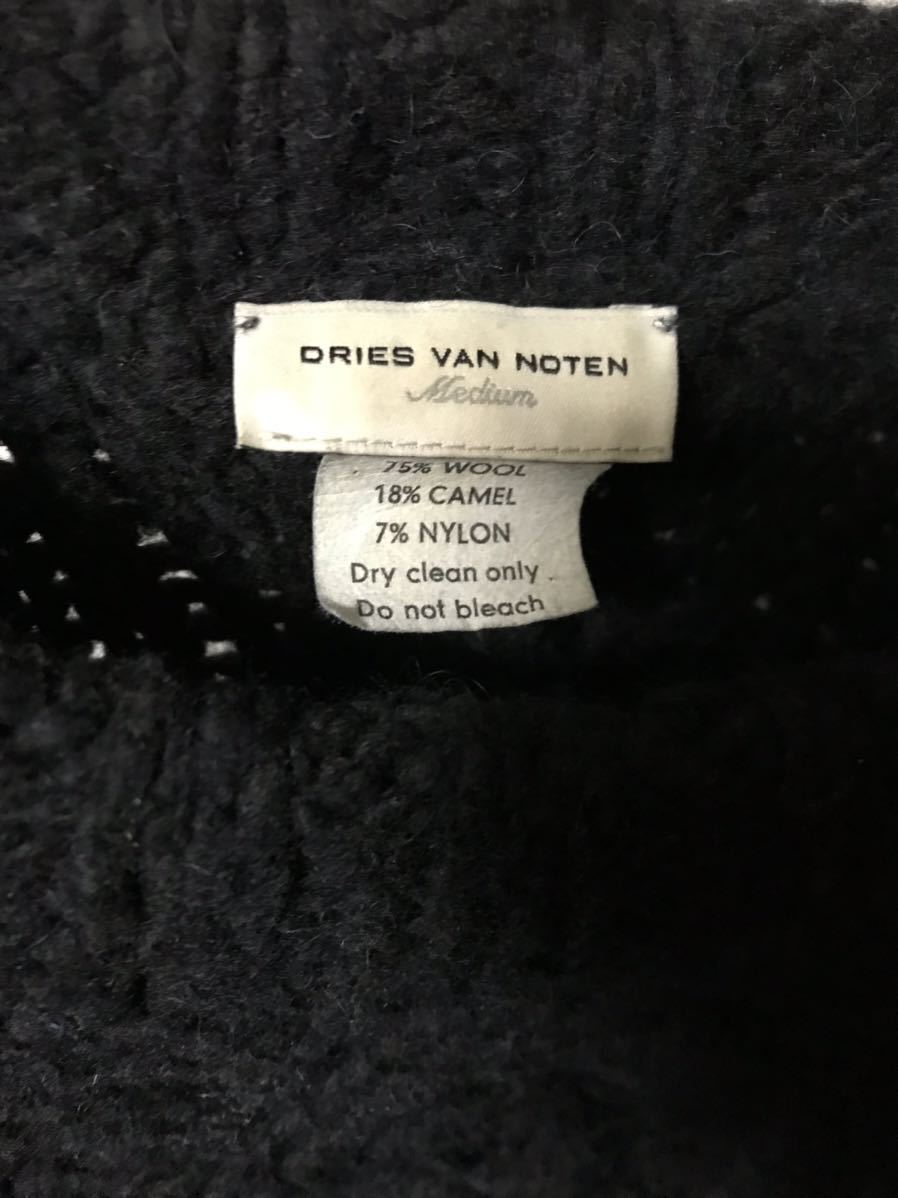 DRIES VAN NOTEN
Medium
75% WOOL
18% CAMEL
7% NYLON
Dry clean only.
Do not bleach